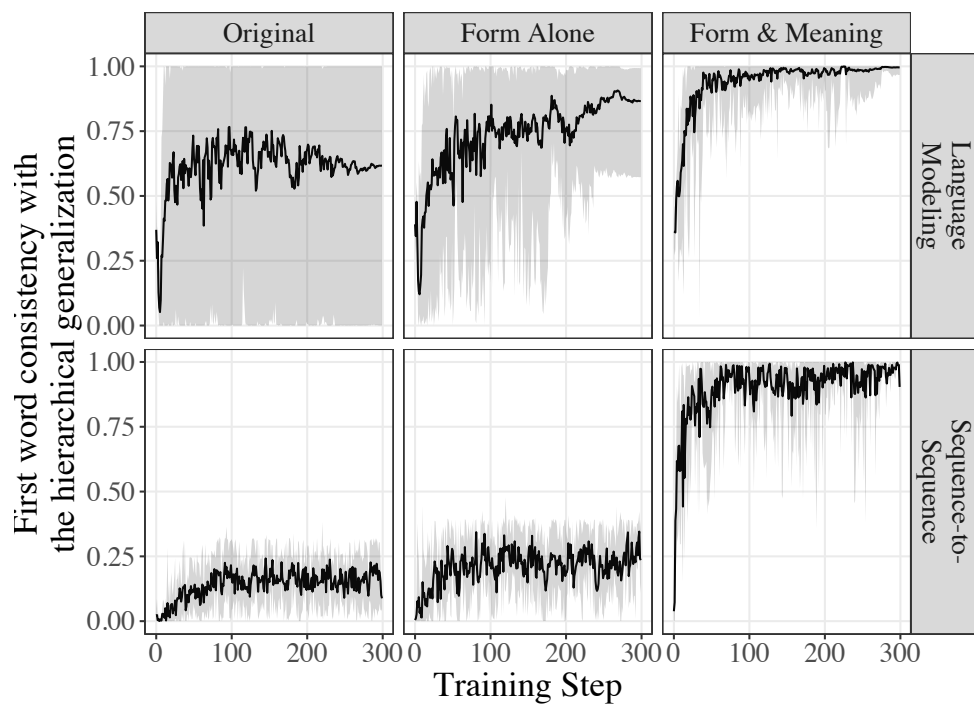 Original
Form Alone
Form & Meaning
First word consistency with
the hierarchical generalization
1.00
0.75
0.50
0.25
0.00
Language
Modeling
1.00
0.75
0.50
0.25
0.00
Sequence-to-
Sequence
0 100 200 300
0 100 200 300
0 100 200 300
Training Step